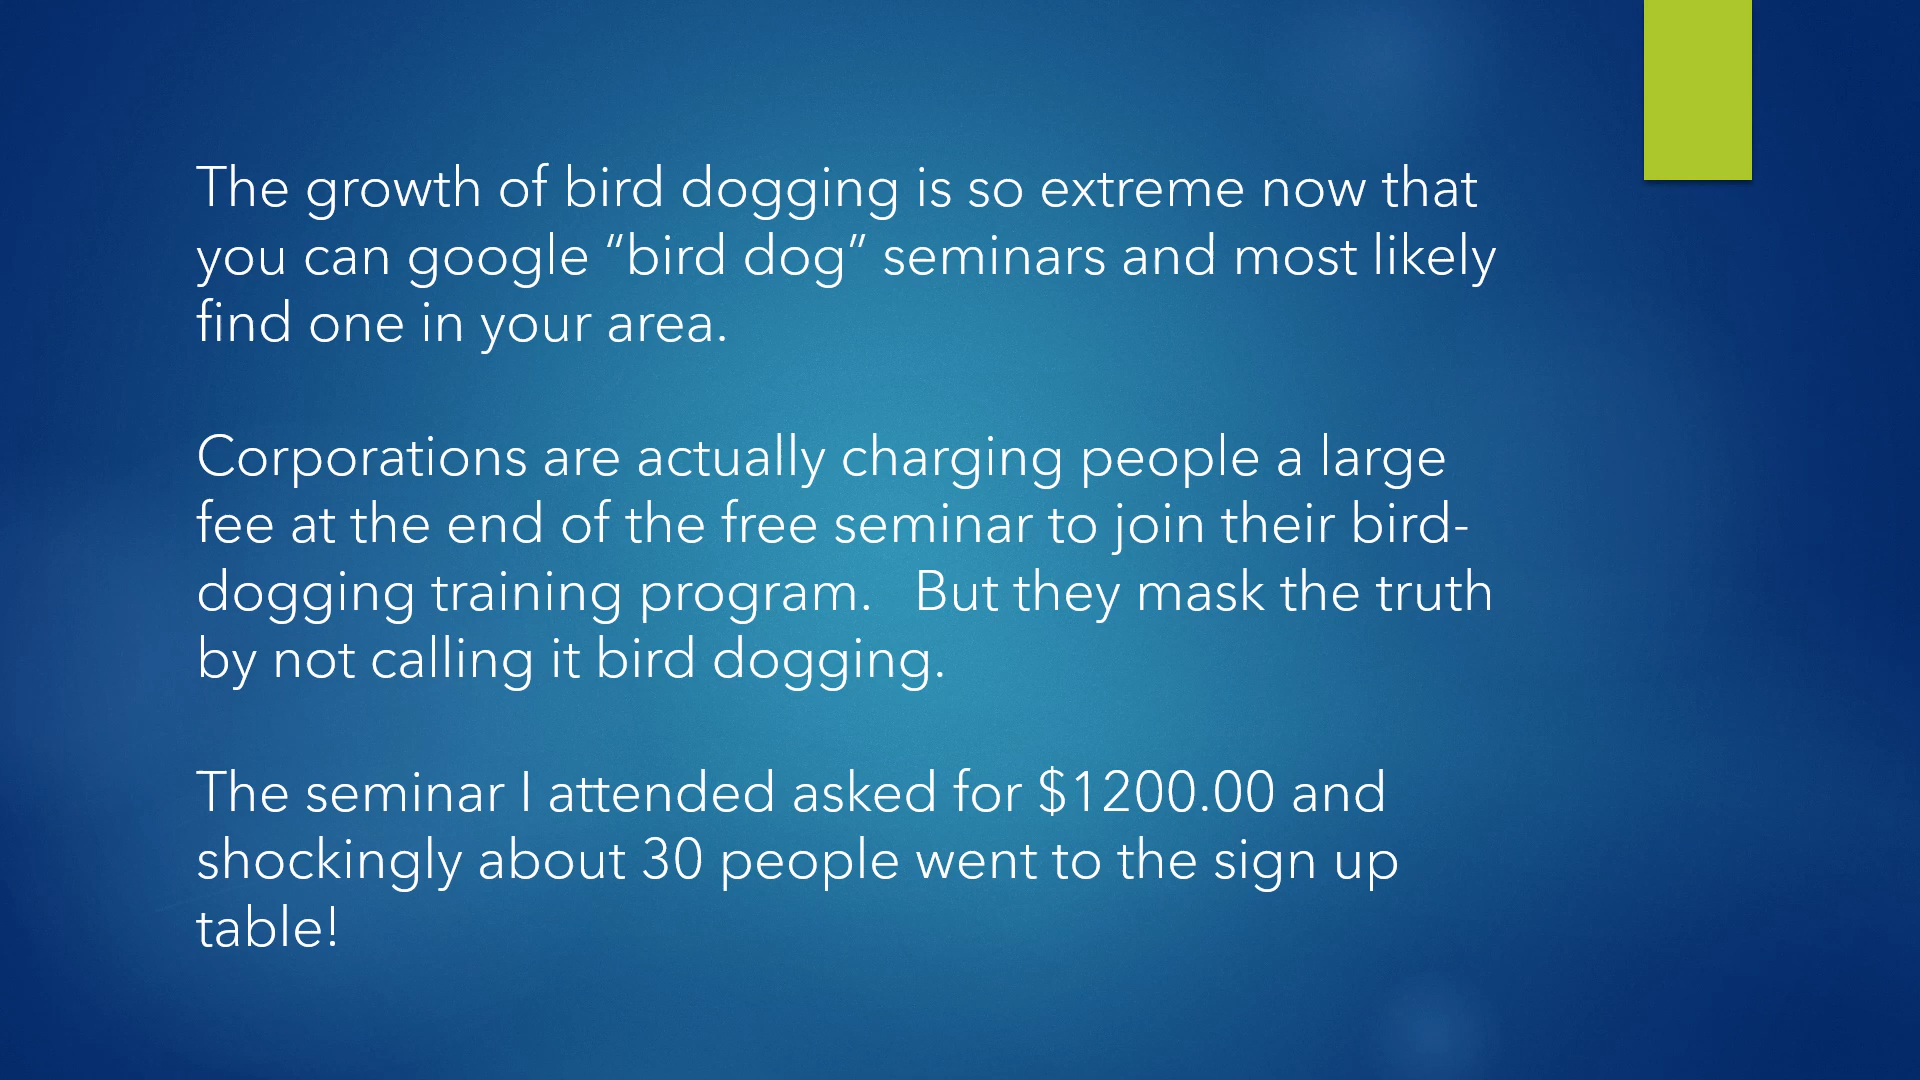 The growth of bird dogging is so extreme now that
you can google “bird dog” seminars and most likely
find one in your area.
Corporations are actually charging people a large
fee at the end of the free seminar to join their bird-
dogging training program.   But they mask the truth
by not calling it bird dogging.
The seminar I attended asked for $1200.00 and
shockingly about 30 people went to the sign up
table!